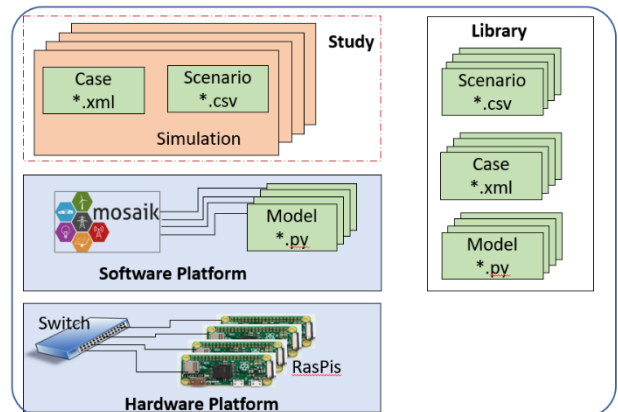 Study
Case
*.xml
Scenario
*.csv
Simulation
mosaik
Model
*.py
Software Platform
Switch
RasPis
Hardware Platform
Library
Scenario
*.csv
Case
*.xml
Model
*.py